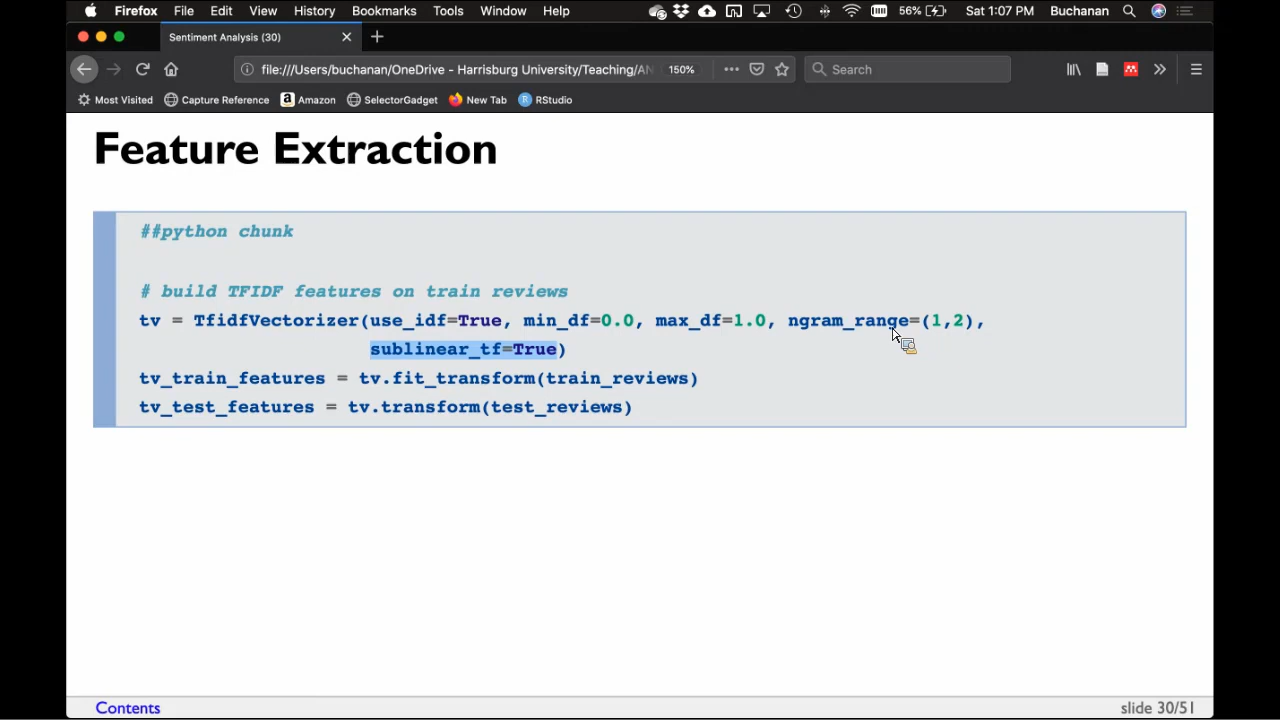 Firefox File Edit View History Bookmarks Tools Window Help 56% Sat 1:07 PM Buchanan
Sentiment Analysis (30)
file:///Users/buchanan/OneDrive - Harrisburg University/Teaching/AN 150% Search
Most Visited Capture Reference Amazon SelectorGadget New Tab RStudio
Feature Extraction
##python chunk
# build TFIDF features on train reviews
tv = TfidfVectorizer(use_idf=True, min_df=0.0, max_df=1.0, ngram_range=(1,2),
sublinear_tf=True)
tv_train_features = tv.fit_transform(train_reviews)
tv_test_features = tv.transform(test_reviews)
Contents slide 30/51